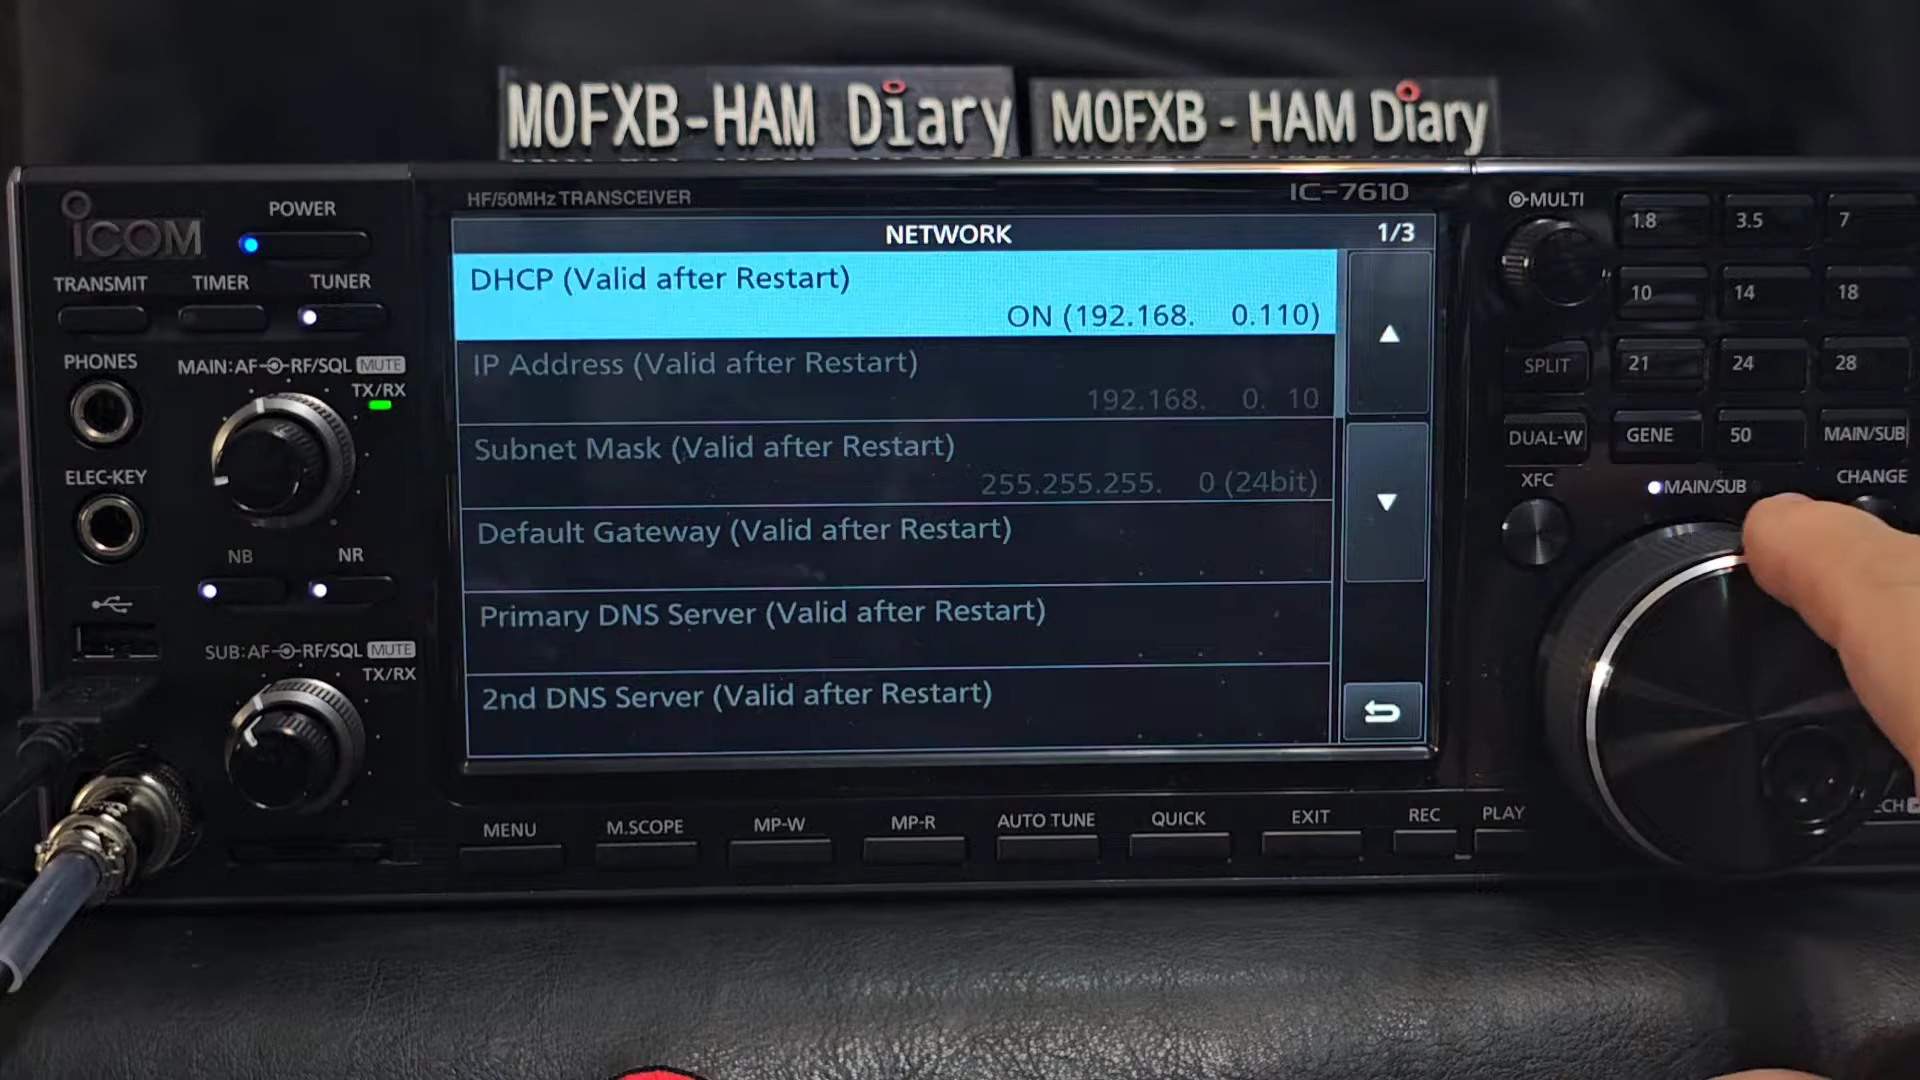 M0FXB-HAM Diary
M0FXB - HAM Diary
ICOM
HF/50MHz TRANSCEIVER
IC-7610
POWER
TRANSMIT
TIMER
TUNER
PHONES
MAIN:AF RF/SQL MUTE
TX/RX
ELEC-KEY
NB
NR
SUB:AF RF/SQL MUTE
TX/RX
NETWORK
1/3
DHCP (Valid after Restart)
ON (192.168. 0.110)
IP Address (Valid after Restart)
192.168. 0. 10
Subnet Mask (Valid after Restart)
255.255.255. 0 (24bit)
Default Gateway (Valid after Restart)
. . .
Primary DNS Server (Valid after Restart)
. . .
2nd DNS Server (Valid after Restart)
. . .
MENU
M.SCOPE
MP-W
MP-R
AUTO TUNE
QUICK
EXIT
REC
PLAY
MULTI
1.8
3.5
7
10
14
18
SPLIT
21
24
28
DUAL-W
GENE
50
MAIN/SUB
XFC
MAIN/SUB
CHANGE